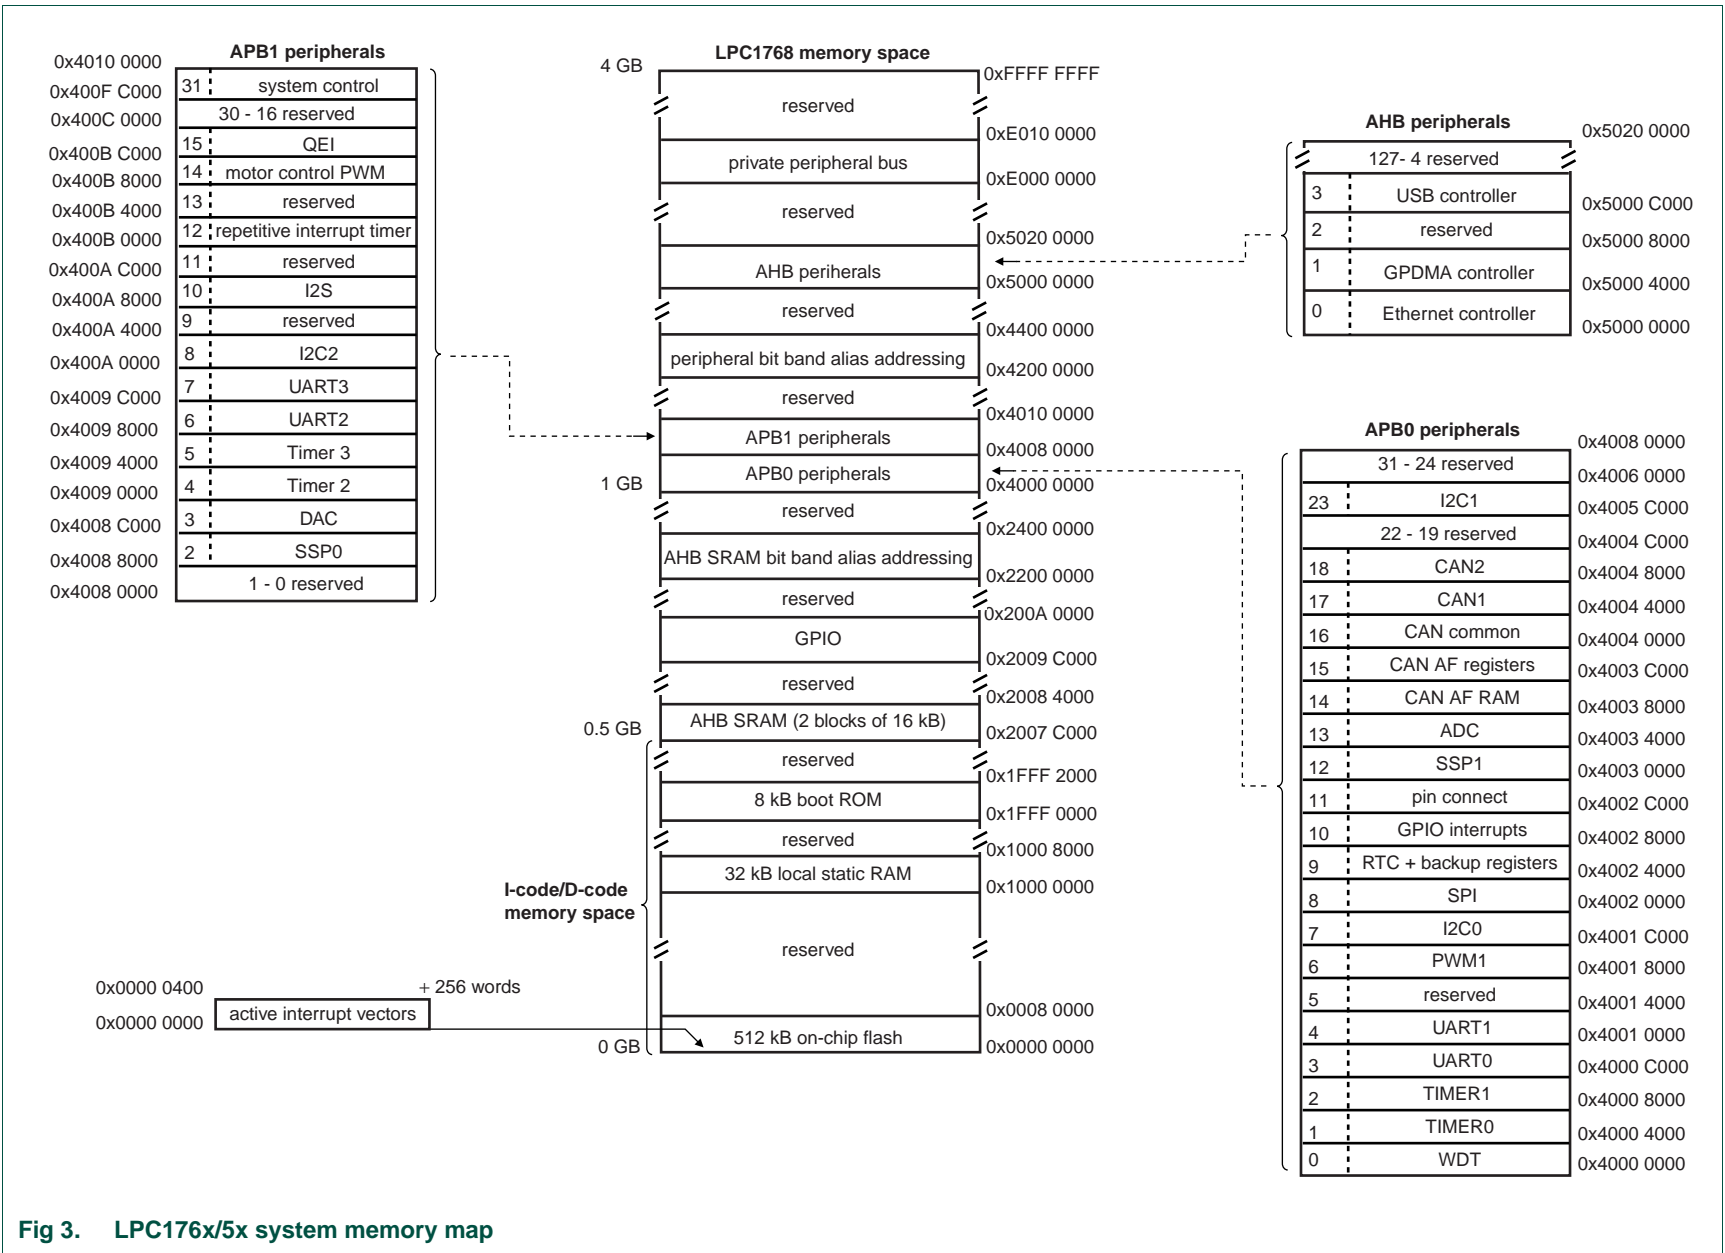 APB1 peripherals
0x4010 0000
31 system control
0x400F C000
30 - 16 reserved
0x400C 0000
15 QEI
0x400B C000
14 motor control PWM
0x400B 8000
13 reserved
0x400B 4000
12 repetitive interrupt timer
0x400B 0000
11 reserved
0x400A C000
10 I2S
0x400A 8000
9 reserved
0x400A 4000
8 I2C2
0x400A 0000
7 UART3
0x4009 C000
6 UART2
0x4009 8000
5 Timer 3
0x4009 4000
4 Timer 2
0x4009 0000
3 DAC
0x4008 C000
2 SSP0
0x4008 8000
1 - 0 reserved
0x4008 0000
LPC1768 memory space
4 GB
0xFFFF FFFF
reserved
0xE010 0000
private peripheral bus
0xE000 0000
reserved
0x5020 0000
AHB periherals
0x5000 0000
reserved
0x4400 0000
peripheral bit band alias addressing
0x4200 0000
reserved
0x4010 0000
APB1 peripherals
0x4008 0000
APB0 peripherals
1 GB
0x4000 0000
reserved
0x2400 0000
AHB SRAM bit band alias addressing
0x2200 0000
reserved
0x200A 0000
GPIO
0x2009 C000
reserved
0x2008 4000
AHB SRAM (2 blocks of 16 kB)
0.5 GB
0x2007 C000
reserved
0x1FFF 2000
8 kB boot ROM
0x1FFF 0000
reserved
0x1000 8000
32 kB local static RAM
0x1000 0000
I-code/D-code
memory space
reserved
0x0008 0000
512 kB on-chip flash
0 GB
0x0000 0000
0x0000 0400
+ 256 words
active interrupt vectors
0x0000 0000
AHB peripherals
0x5020 0000
127- 4 reserved
3 USB controller
0x5000 C000
2 reserved
0x5000 8000
1 GPDMA controller
0x5000 4000
0 Ethernet controller
0x5000 0000
APB0 peripherals
0x4008 0000
31 - 24 reserved
0x4006 0000
23 I2C1
0x4005 C000
22 - 19 reserved
0x4004 C000
18 CAN2
0x4004 8000
17 CAN1
0x4004 4000
16 CAN common
0x4004 0000
15 CAN AF registers
0x4003 C000
14 CAN AF RAM
0x4003 8000
13 ADC
0x4003 4000
12 SSP1
0x4003 0000
11 pin connect
0x4002 C000
10 GPIO interrupts
0x4002 8000
9 RTC + backup registers
0x4002 4000
8 SPI
0x4002 0000
7 I2C0
0x4001 C000
6 PWM1
0x4001 8000
5 reserved
0x4001 4000
4 UART1
0x4001 0000
3 UART0
0x4000 C000
2 TIMER1
0x4000 8000
1 TIMER0
0x4000 4000
0 WDT
0x4000 0000
Fig 3. LPC176x/5x system memory map